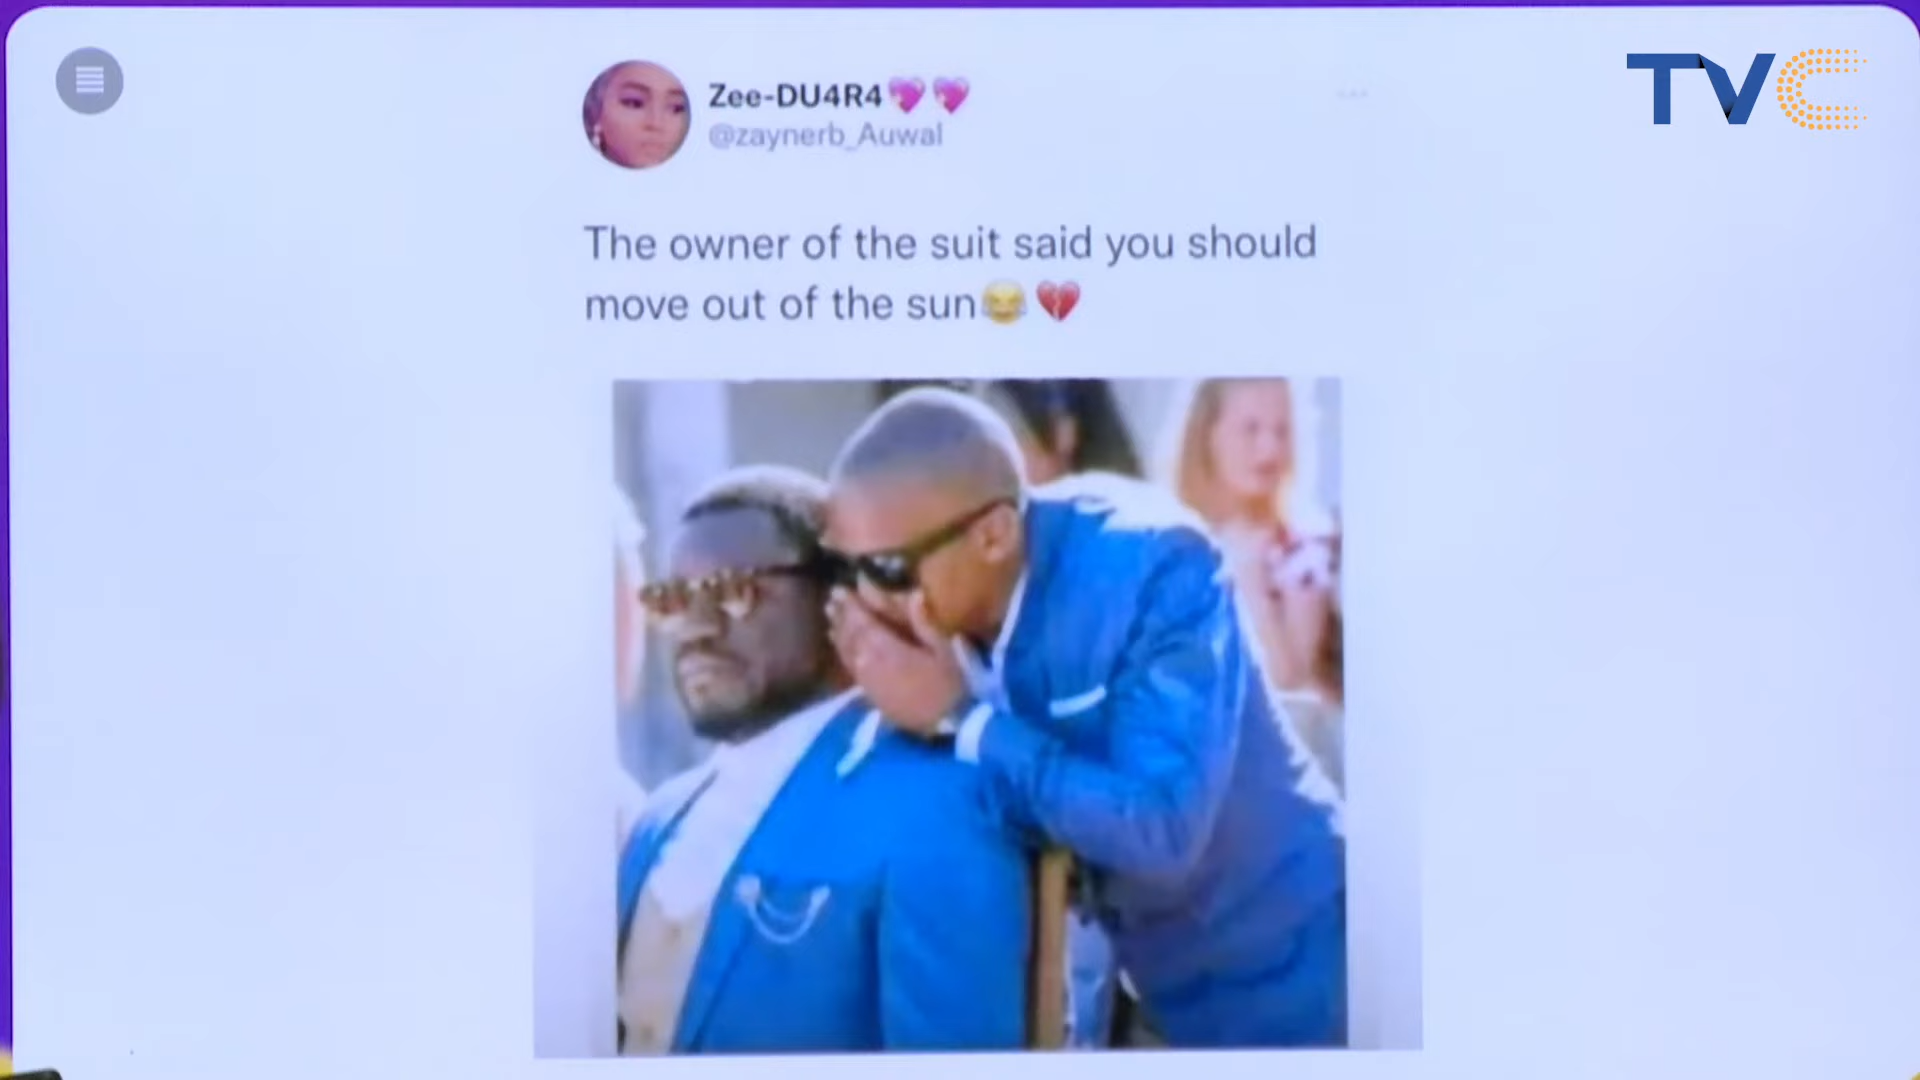 TVC
Zee-DU4R4💖💖
@zaynerb_Auwal
The owner of the suit said you should
move out of the sun😂💔